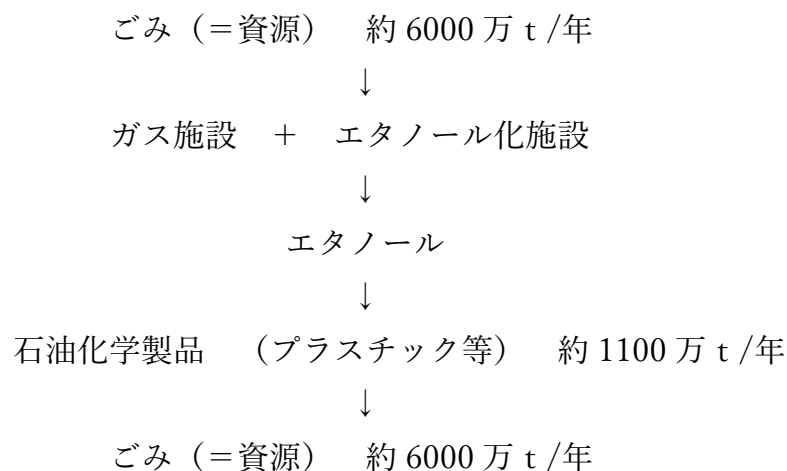 ごみ（＝資源）　約 6000 万 t /年
↓
ガス施設　＋　エタノール化施設
↓
エタノール
↓
石油化学製品　（プラスチック等）　約 1100 万 t /年
↓
ごみ（＝資源）　約 6000 万 t /年